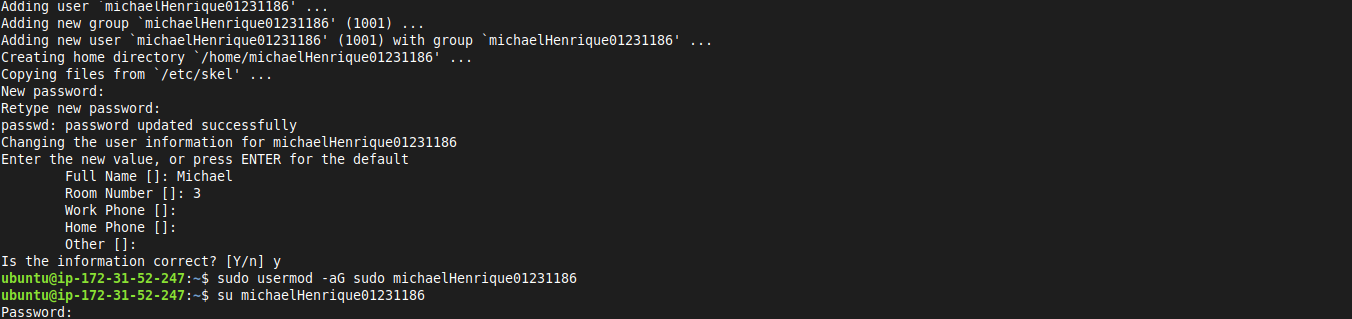 Adding user `michaelHenrique01231186' ...
Adding new group `michaelHenrique01231186' (1001) ...
Adding new user `michaelHenrique01231186' (1001) with group `michaelHenrique01231186' ...
Creating home directory `/home/michaelHenrique01231186' ...
Copying files from `/etc/skel' ...
New password:
Retype new password:
passwd: password updated successfully
Changing the user information for michaelHenrique01231186
Enter the new value, or press ENTER for the default
        Full Name []: Michael
        Room Number []: 3
        Work Phone []:
        Home Phone []:
        Other []:
Is the information correct? [Y/n] y
ubuntu@ip-172-31-52-247:~$ sudo usermod -aG sudo michaelHenrique01231186
ubuntu@ip-172-31-52-247:~$ su michaelHenrique01231186
Password: